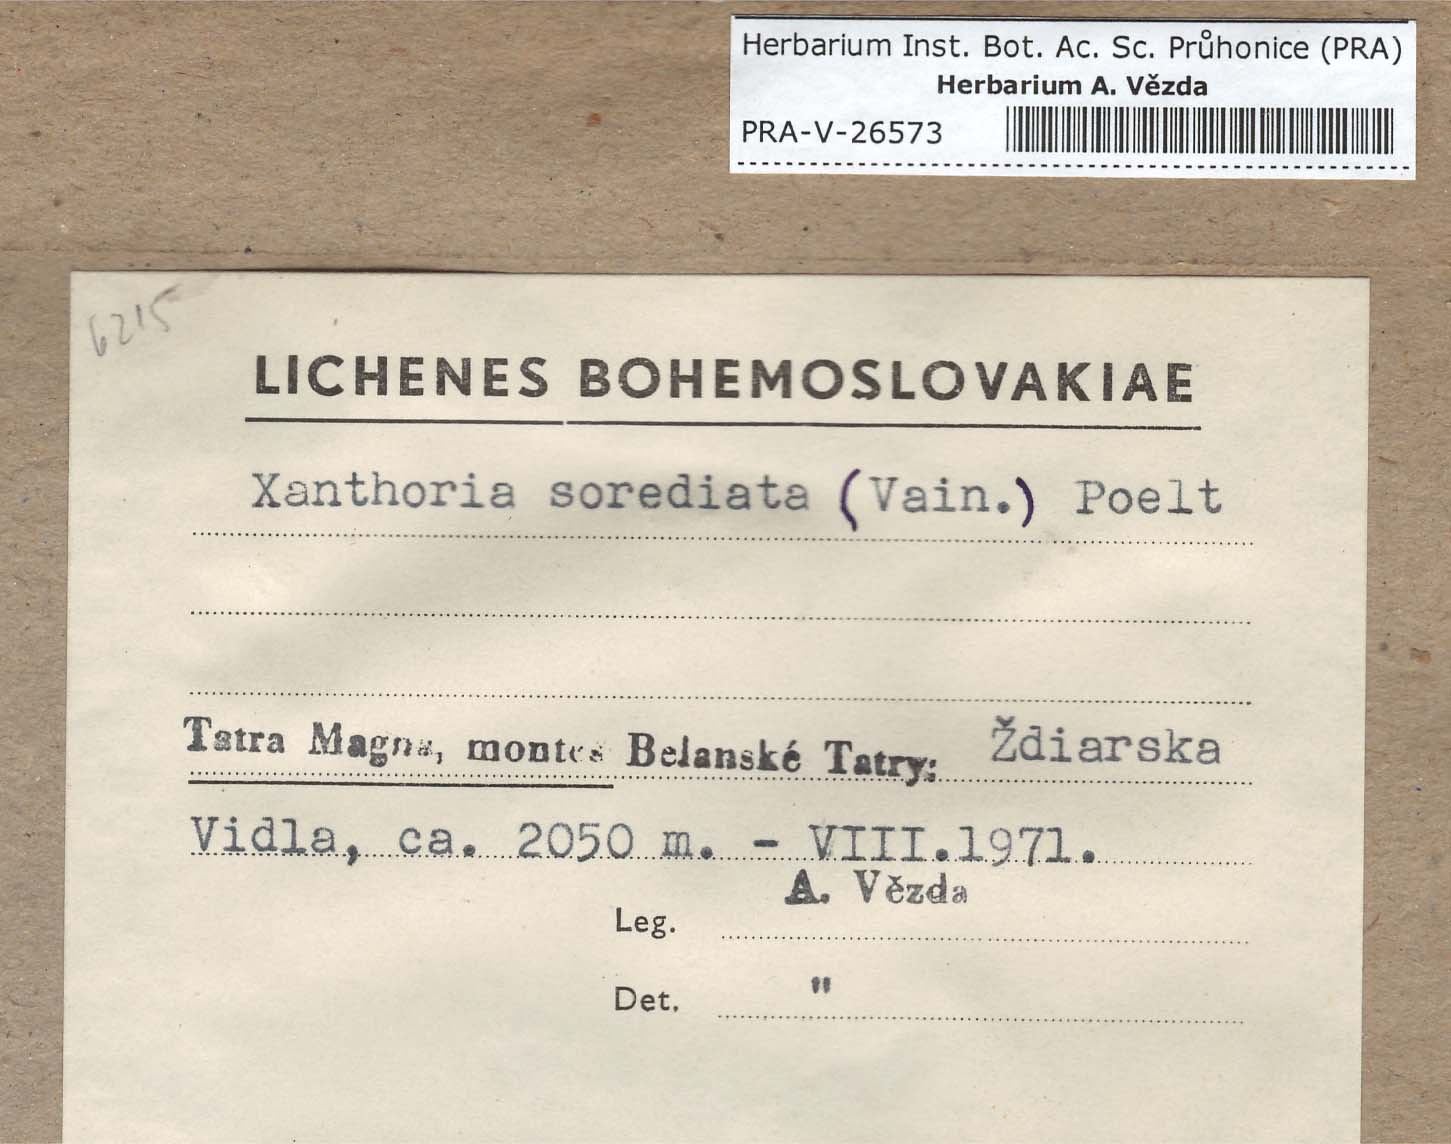 Herbarium Inst. Bot. Ac. Sc. Průhonice (PRA)
Herbarium A. Vězda
PRA-V-26573
6215
LICHENES BOHEMOSLOVAKIAE
Xanthoria sorediata (Vain.) Poelt
Tatra Magna, montes Belanské Tatry: Ždiarska
Vidla, ca. 2050 m. - VIII.1971.
A. Vězda
Leg.
Det. "